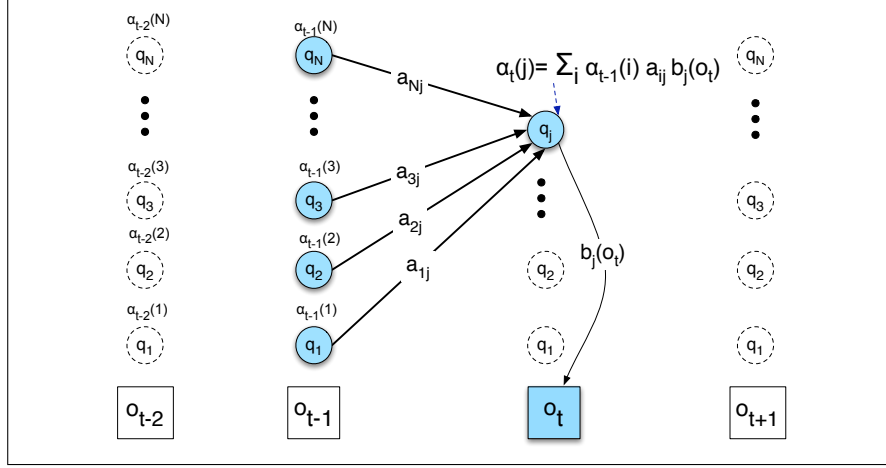 αt-2(N) αt-1(N)
qN qN αt(j)= Σi αt-1(i) aij bj(ot) qN
aNj
qj
αt-2(3) αt-1(3)
q3 q3 a3j q3
a2j
αt-2(2) αt-1(2)
q2 q2 a1j q2 bj(ot) q2
αt-2(1) αt-1(1)
q1 q1 q1 q1
ot-2 ot-1 ot ot+1